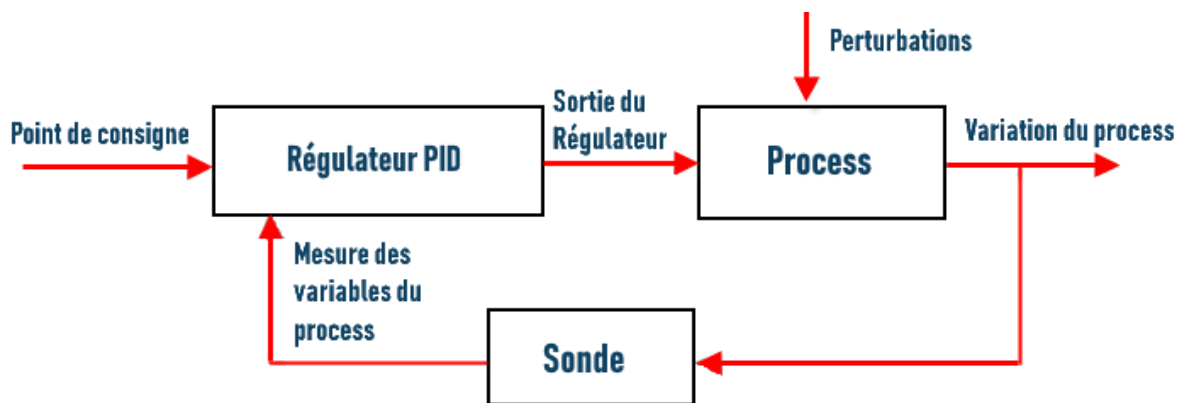 Perturbations
Point de consigne
Régulateur PID
Sortie du
Régulateur
Process
Variation du process
Mesure des
variables du
process
Sonde